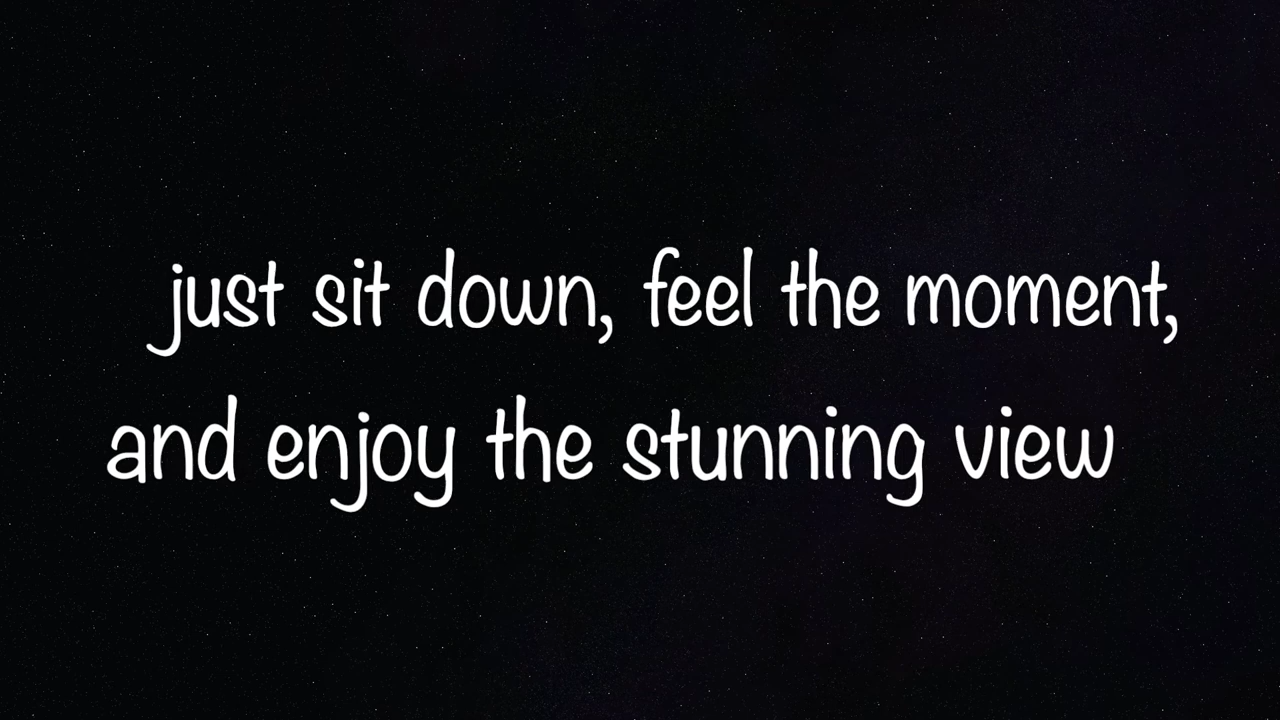 just sit down, feel the moment,
and enjoy the stunning view